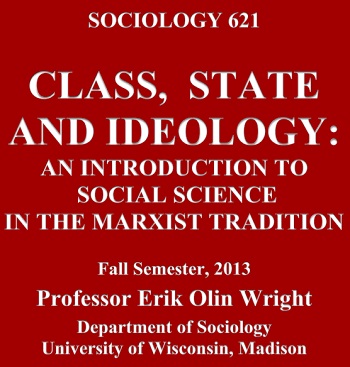 SOCIOLOGY 621
CLASS, STATE
AND IDEOLOGY:
AN INTRODUCTION TO
SOCIAL SCIENCE
IN THE MARXIST TRADITION
Fall Semester, 2013
Professor Erik Olin Wright
Department of Sociology
University of Wisconsin, Madison